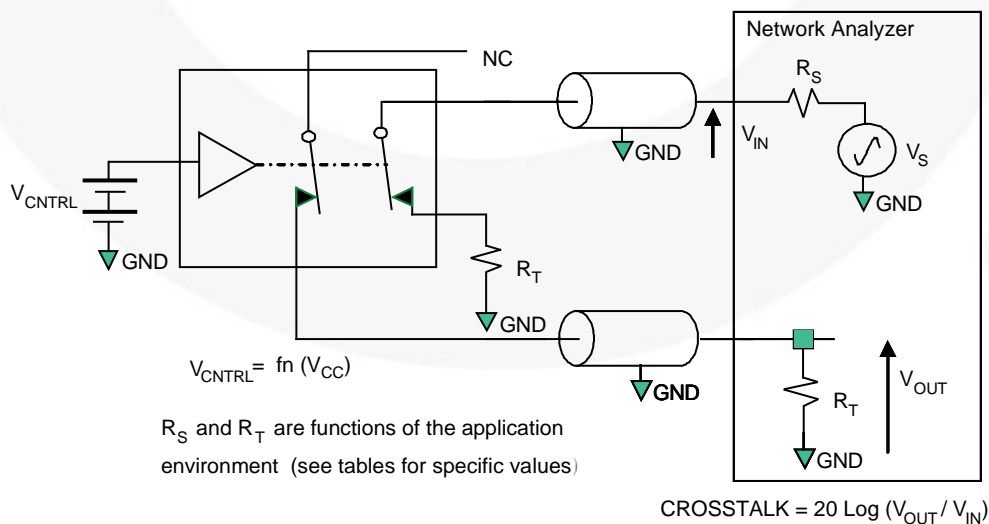 Network Analyzer
NC
R_S
V_IN
V_S
GND
GND
V_CNTRL
GND
R_T
GND
V_CNTRL = fn (V_CC)
GND
R_T
V_OUT
GND
R_S and R_T are functions of the application
environment (see tables for specific values)
CROSSTALK = 20 Log (V_OUT / V_IN)